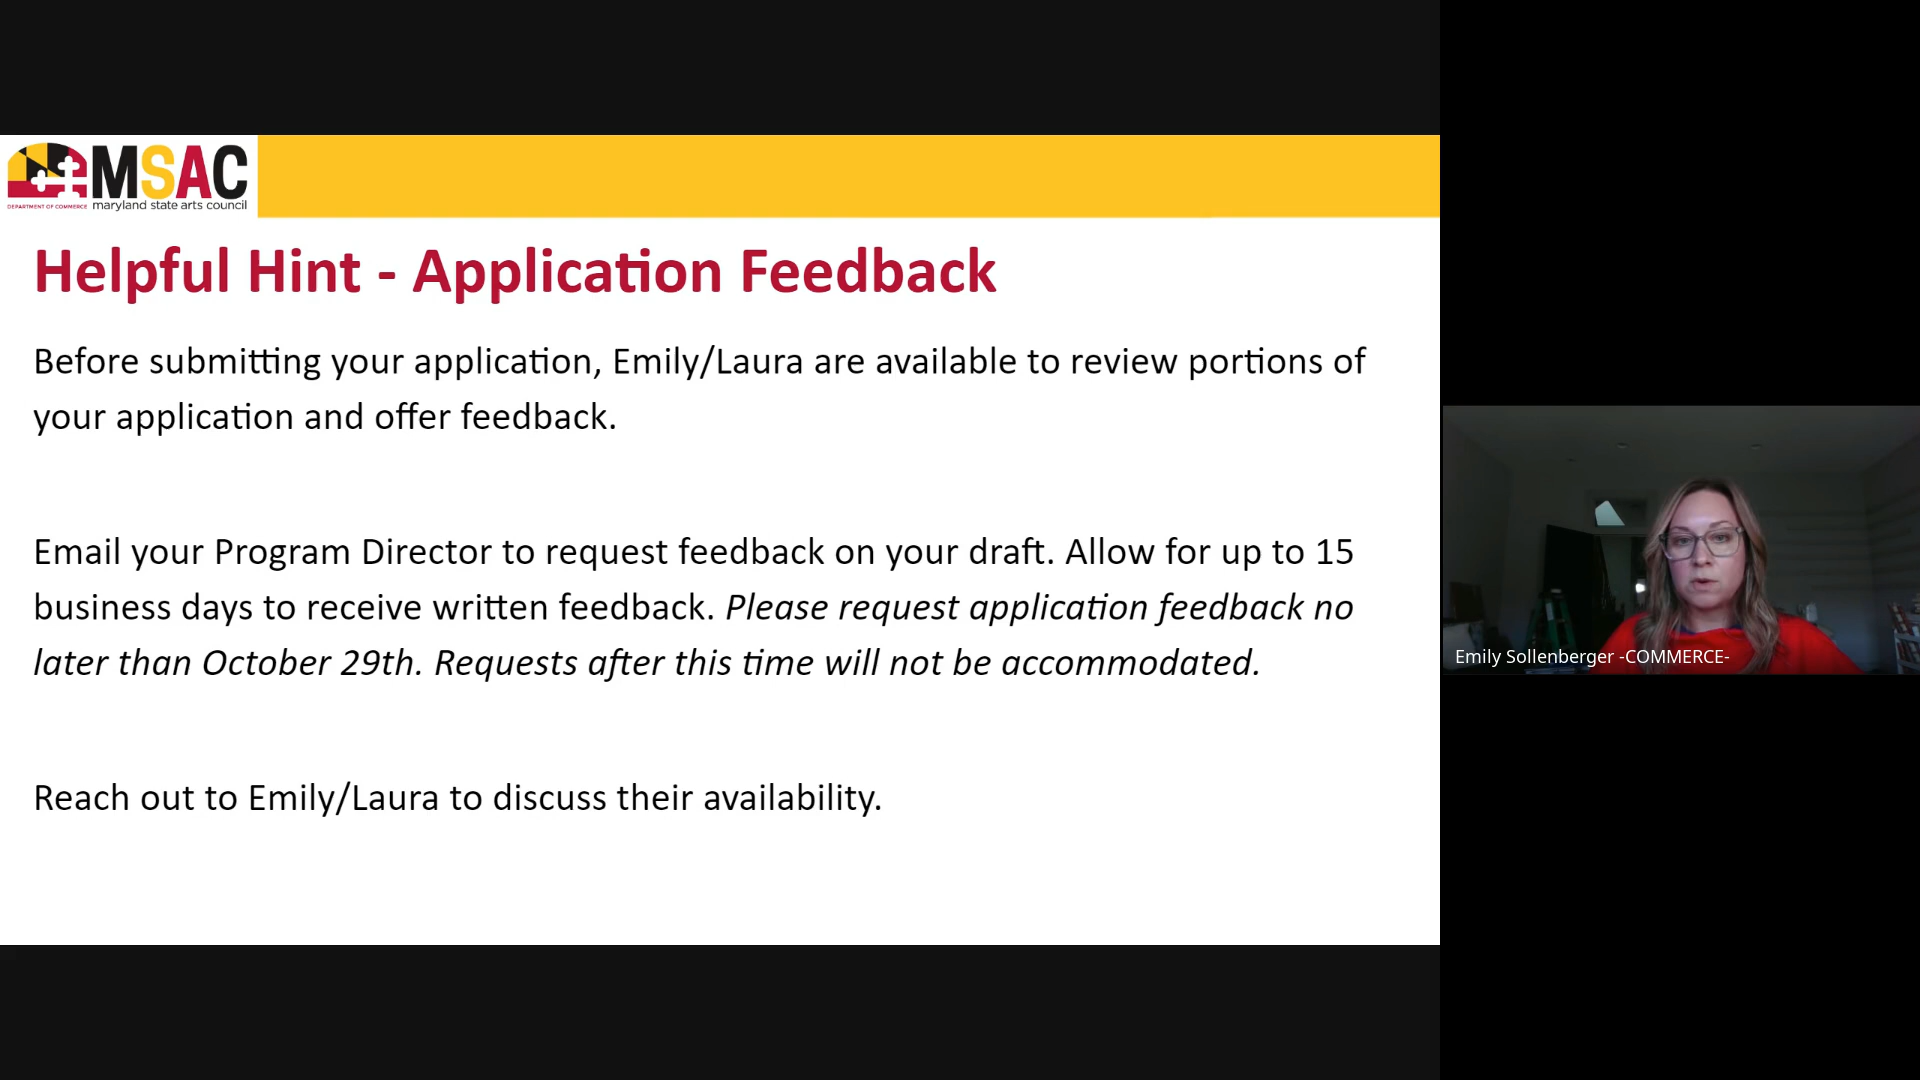 MSAC
DEPARTMENT OF COMMERCE
maryland state arts council
Helpful Hint - Application Feedback
Before submitting your application, Emily/Laura are available to review portions of
your application and offer feedback.
Email your Program Director to request feedback on your draft. Allow for up to 15
business days to receive written feedback. Please request application feedback no
later than October 29th. Requests after this time will not be accommodated.
Reach out to Emily/Laura to discuss their availability.
Emily Sollenberger -COMMERCE-